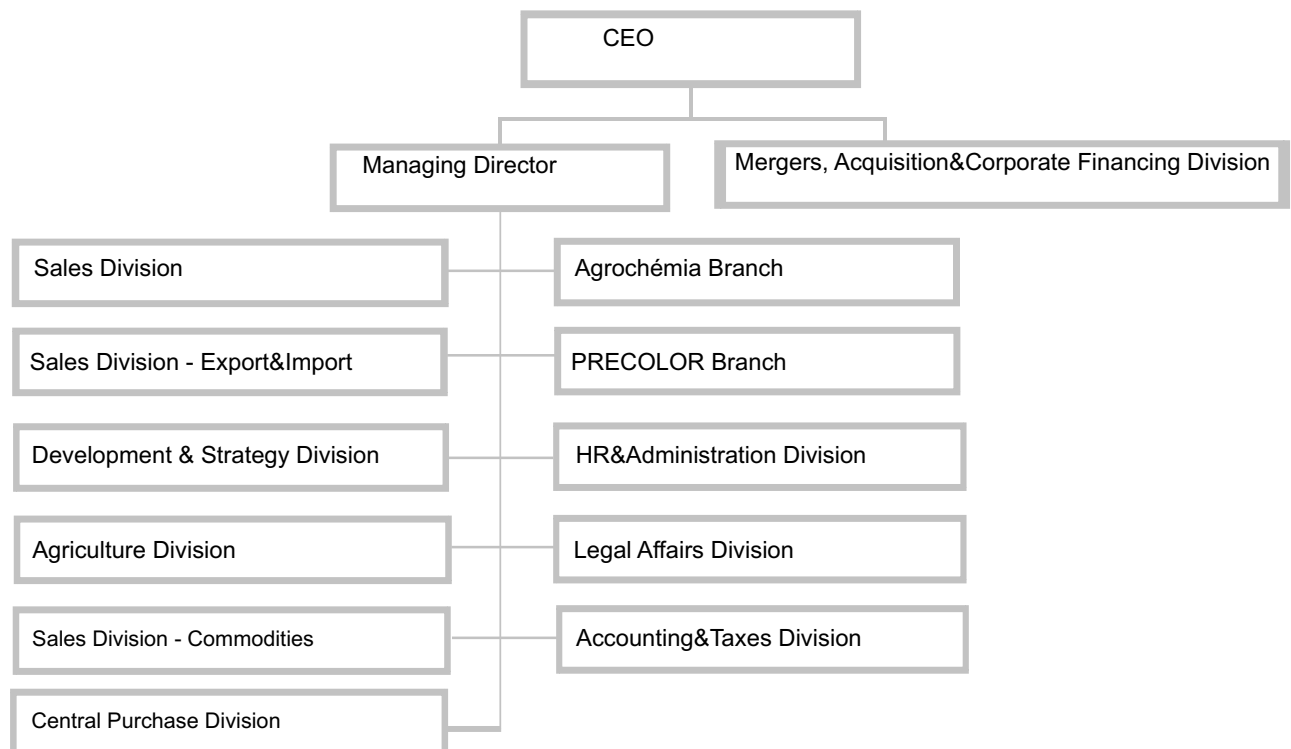 CEO
Managing Director
Mergers, Acquisition&Corporate Financing Division
Sales Division
Agrochémia Branch
Sales Division - Export&Import
PRECOLOR Branch
Development & Strategy Division
HR&Administration Division
Agriculture Division
Legal Affairs Division
Sales Division - Commodities
Accounting&Taxes Division
Central Purchase Division